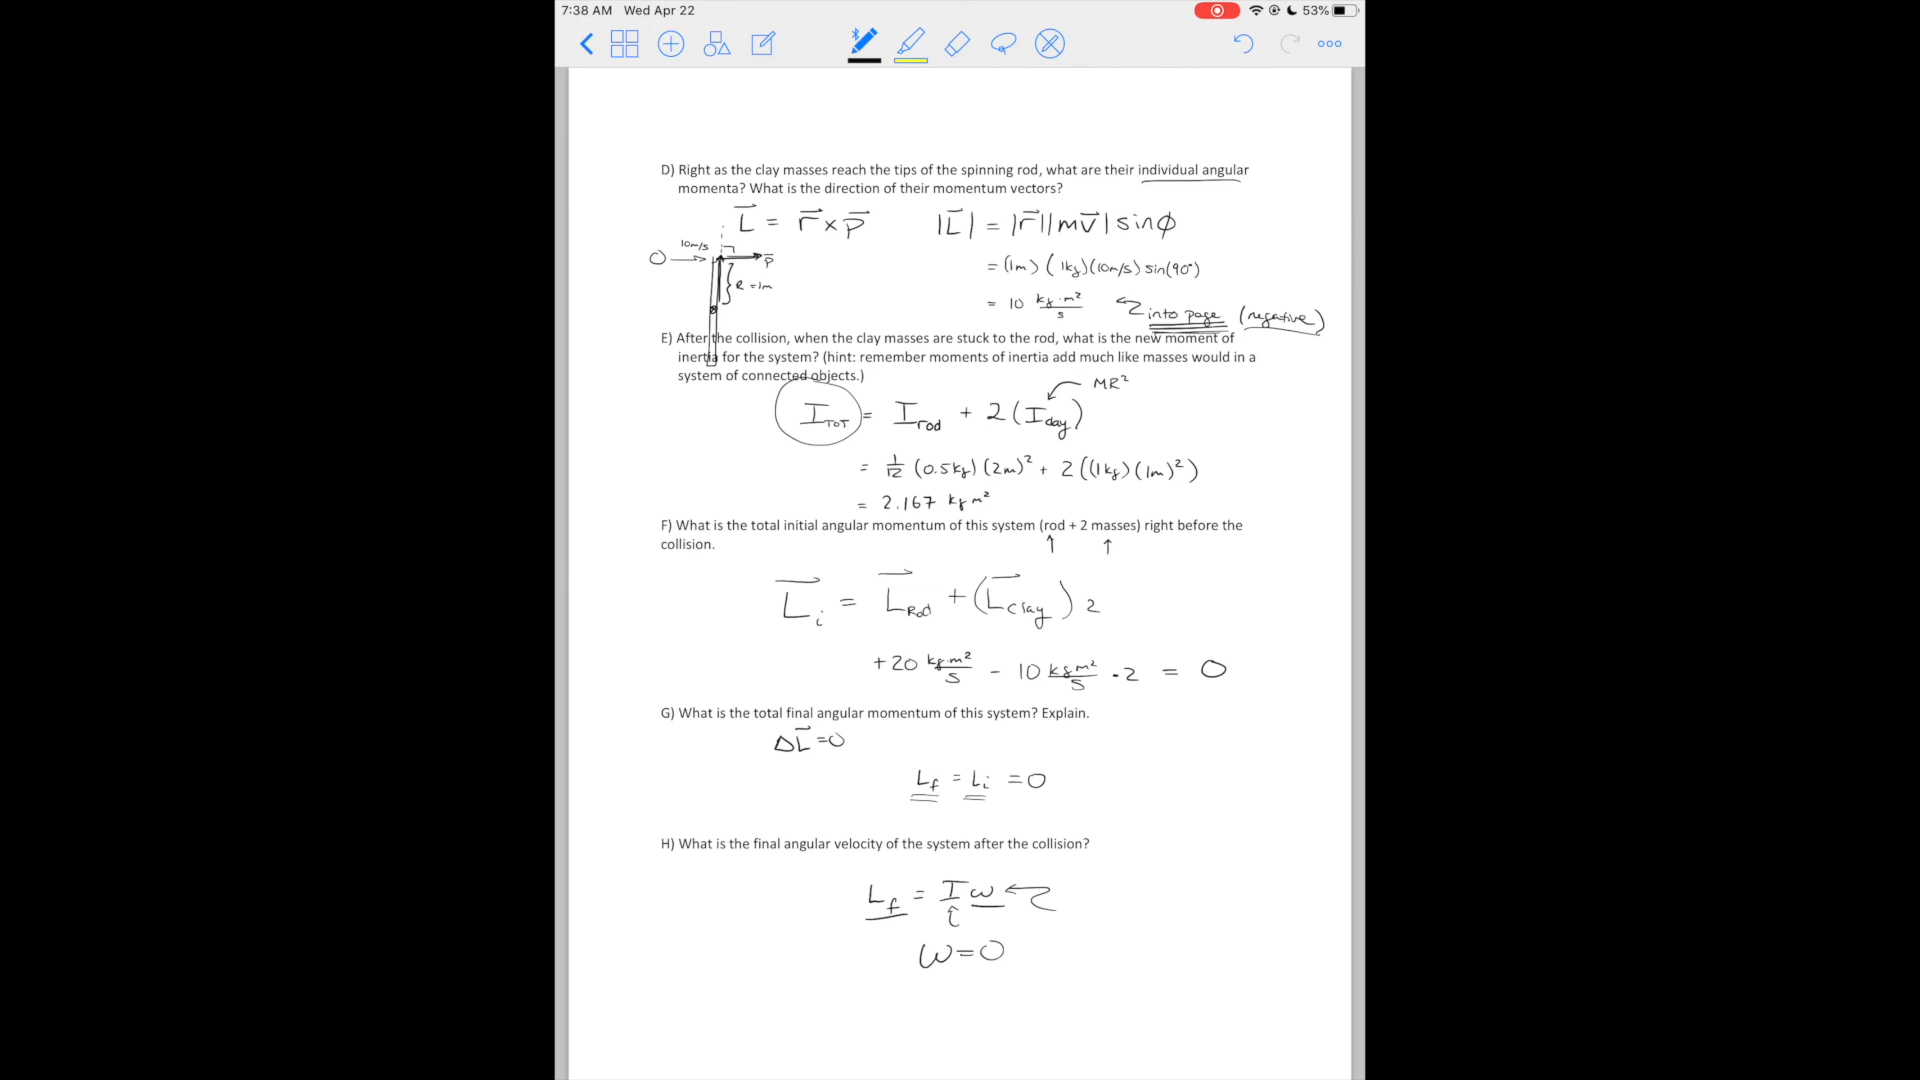 7:38 AM Wed Apr 22
53%
D) Right as the clay masses reach the tips of the spinning rod, what are their individual angular
momenta? What is the direction of their momentum vectors?
L⃗ = r⃗ × p⃗
|L⃗| = |r⃗||mv⃗| sinϕ
10m/s
p⃗
R = 1m
= (1m) (1kg)(10m/s) sin(90°)
= 10 kg·m²/s into page (negative)
E) After the collision, when the clay masses are stuck to the rod, what is the new moment of
inertia for the system? (hint: remember moments of inertia add much like masses would in a
system of connected objects.)
MR²
I_TOT = I_rod + 2 (I_clay)
= 1/12 (0.5kg) (2m)² + 2((1kg) (1m)²)
= 2.167 kg m²
F) What is the total initial angular momentum of this system (rod + 2 masses) right before the
collision.
L⃗_i = L⃗_Rod + (L⃗_Clay) 2
+20 kg·m²/s - 10 kg m²/s · 2 = 0
G) What is the total final angular momentum of this system? Explain.
ΔL⃗ = 0
L_f = L_i = 0
H) What is the final angular velocity of the system after the collision?
L_f = I ω
ω = 0